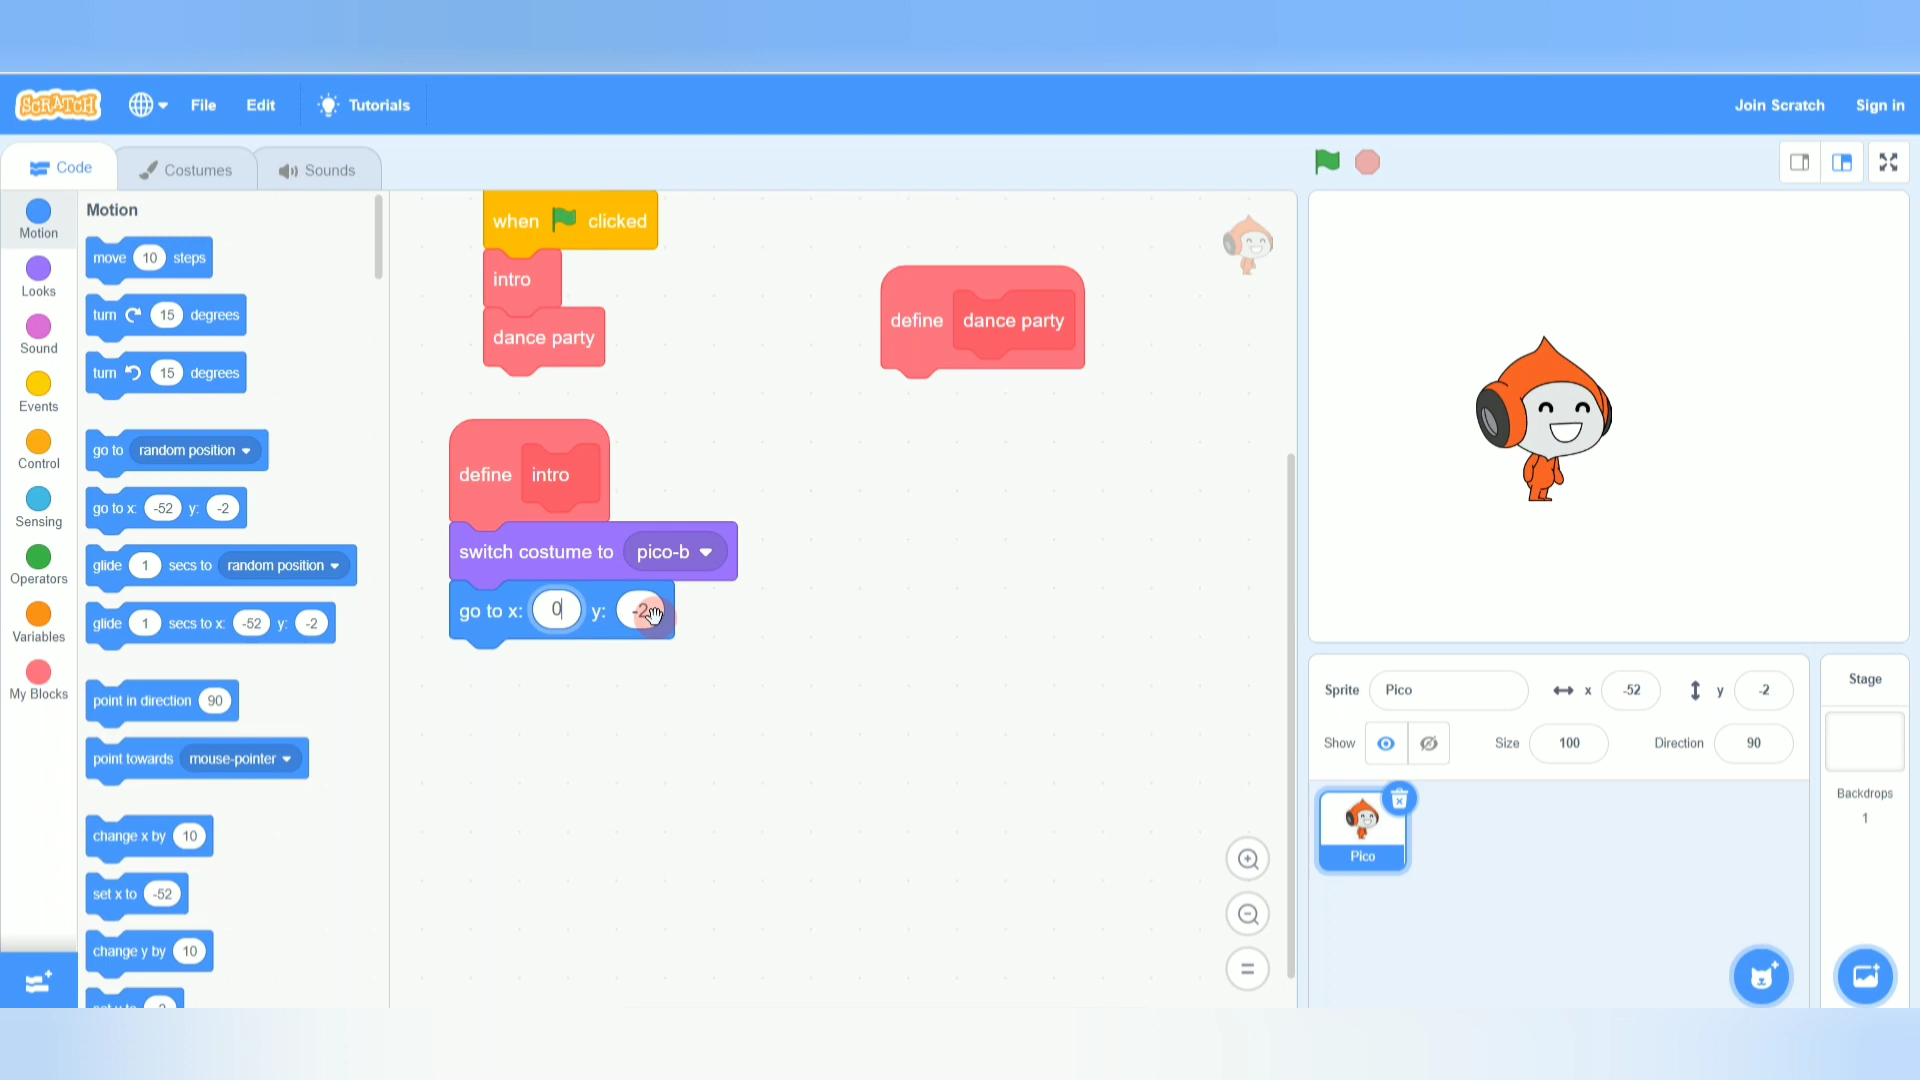 SCRATCH
File
Edit
Tutorials
Join Scratch
Sign in
Code
Costumes
Sounds
Motion
Looks
Sound
Events
Control
Sensing
Operators
Variables
My Blocks
Motion
move 10 steps
turn 15 degrees
turn 15 degrees
go to random position
go to x: -52 y: -2
glide 1 secs to random position
glide 1 secs to x: -52 y: -2
point in direction 90
point towards mouse-pointer
change x by 10
set x to -52
change y by 10
when clicked
intro
dance party
define intro
switch costume to pico-b
go to x: 0 y: -2
define dance party
Sprite Pico x -52 y -2
Show Size 100 Direction 90
Pico
Stage
Backdrops
1